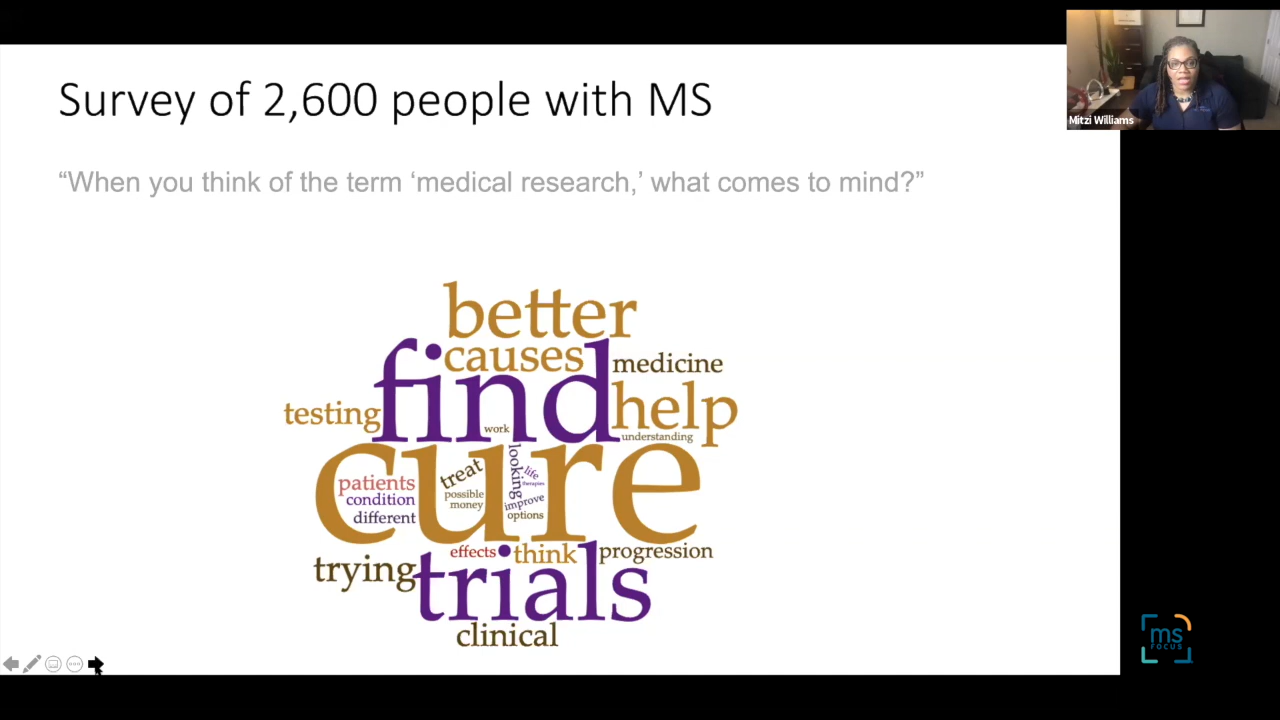 Survey of 2,600 people with MS
Mitzi Williams
“When you think of the term ‘medical research,’ what comes to mind?”
better
causes
medicine
find
help
testing
work
understanding
cure
patients
condition
different
treat
possible
money
looking
life
therapies
improve
options
effects
think
progression
trying
trials
clinical
ms
FOCUS